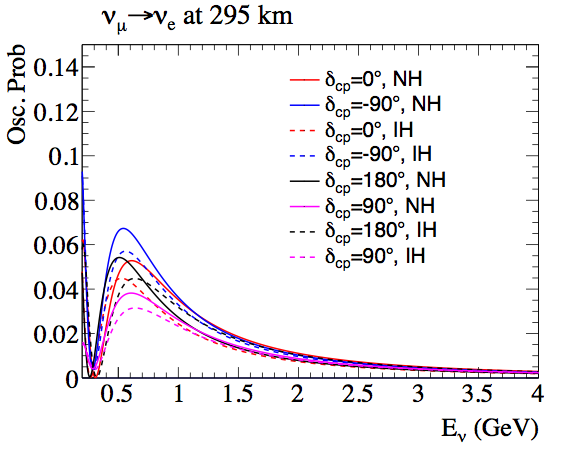 νμ→νe at 295 km
Osc. Prob
0.14
0.12
0.1
0.08
0.06
0.04
0.02
0
δcp=0°, NH
δcp=-90°, NH
δcp=0°, IH
δcp=-90°, IH
δcp=180°, NH
δcp=90°, NH
δcp=180°, IH
δcp=90°, IH
0.5 1 1.5 2 2.5 3 3.5 4
Eν (GeV)